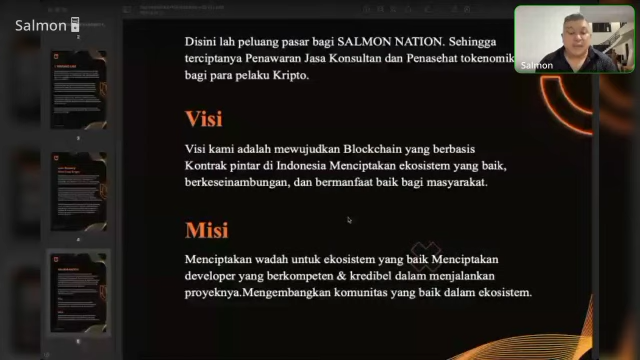 Salmon
Salmon
Disini lah peluang pasar bagi SALMON NATION. Sehingga
terciptanya Penawaran Jasa Konsultan dan Penasehat tokenomik
bagi para pelaku Kripto.
Visi
Visi kami adalah mewujudkan Blockchain yang berbasis
Kontrak pintar di Indonesia Menciptakan ekosistem yang baik,
berkeseinambungan, dan bermanfaat baik bagi masyarakat.
Misi
Menciptakan wadah untuk ekosistem yang baik Menciptakan
developer yang berkompeten & kredibel dalam menjalankan
proyeknya.Mengembangkan komunitas yang baik dalam ekosistem.